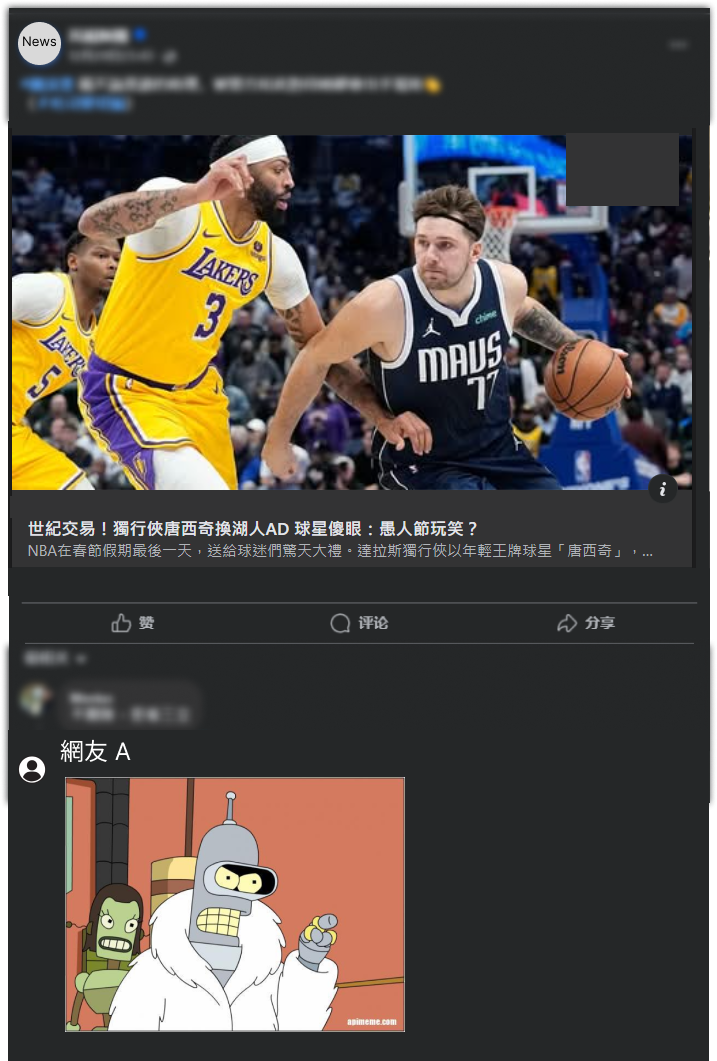 News
LAKERS
3
LAKERS
5
chime
MAVS
77
世紀交易！獨行俠唐西奇換湖人AD 球星傻眼：愚人節玩笑？
NBA在春節假期最後一天，送給球迷們驚天大禮。達拉斯獨行俠以年輕王牌球星「唐西奇」，...
赞
评论
分享
網友 A
apimeme.com